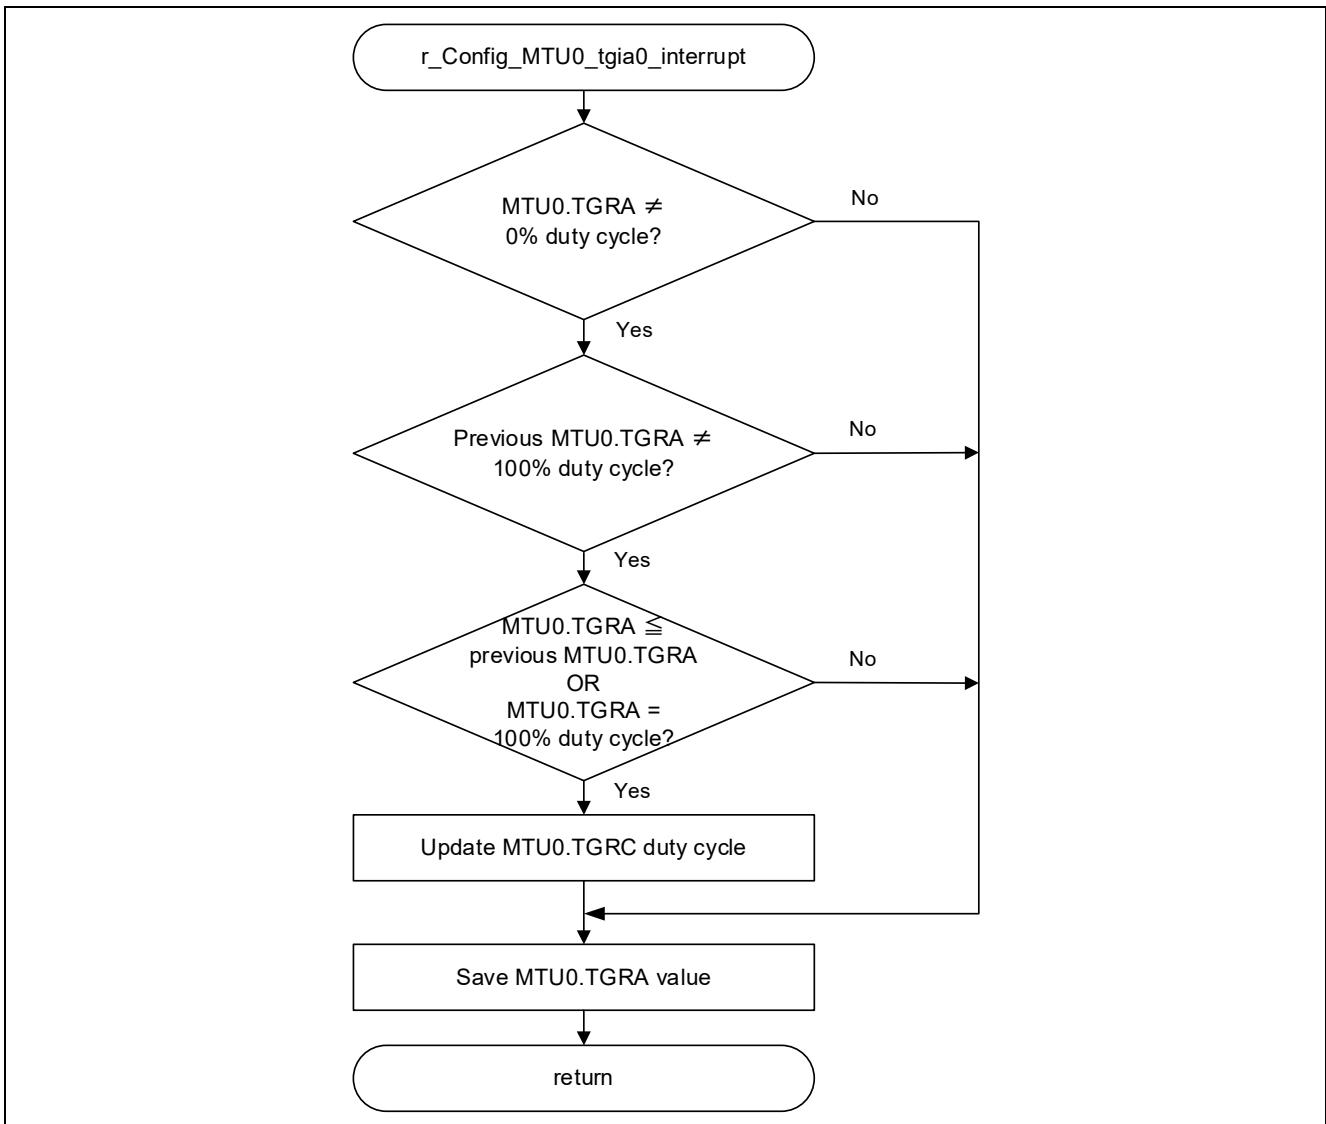 r_Config_MTU0_tgia0_interrupt
MTU0.TGRA ≠
0% duty cycle?
No
Yes
Previous MTU0.TGRA ≠
100% duty cycle?
No
Yes
MTU0.TGRA ≦
previous MTU0.TGRA
OR
MTU0.TGRA =
100% duty cycle?
No
Yes
Update MTU0.TGRC duty cycle
Save MTU0.TGRA value
return